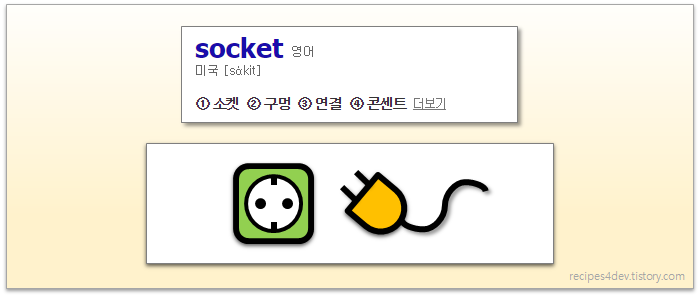 socket 영어
미국 [sάkit]
① 소켓 ② 구멍 ③ 연결 ④ 콘센트 더보기
recipes4dev.tistory.com